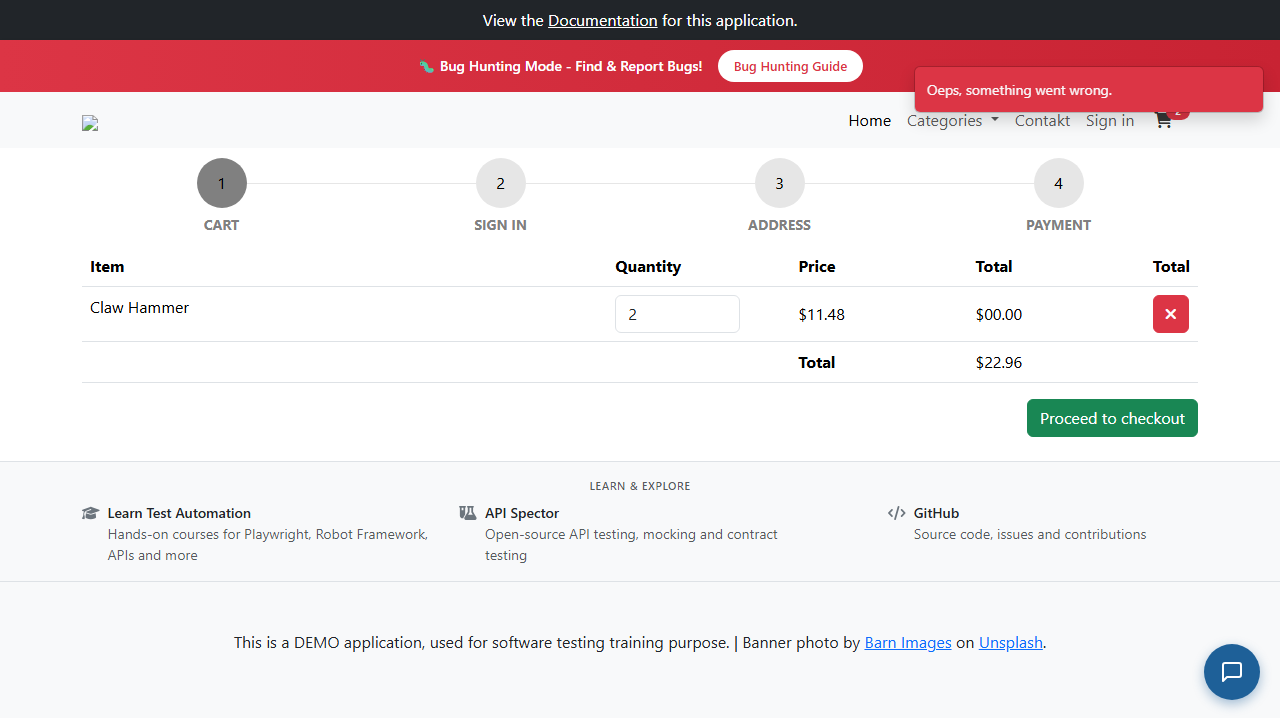 View the Documentation for this application.
Bug Hunting Mode - Find & Report Bugs! Bug Hunting Guide
Oeps, something went wrong.
Home Categories Contakt Sign in 2
1 2 3 4
CART SIGN IN ADDRESS PAYMENT
Item Quantity Price Total Total
Claw Hammer 2 $11.48 $00.00
Total $22.96
Proceed to checkout
LEARN & EXPLORE
Learn Test Automation
Hands-on courses for Playwright, Robot Framework,
APIs and more
API Spector
Open-source API testing, mocking and contract
testing
GitHub
Source code, issues and contributions
This is a DEMO application, used for software testing training purpose. | Banner photo by Barn Images on Unsplash.